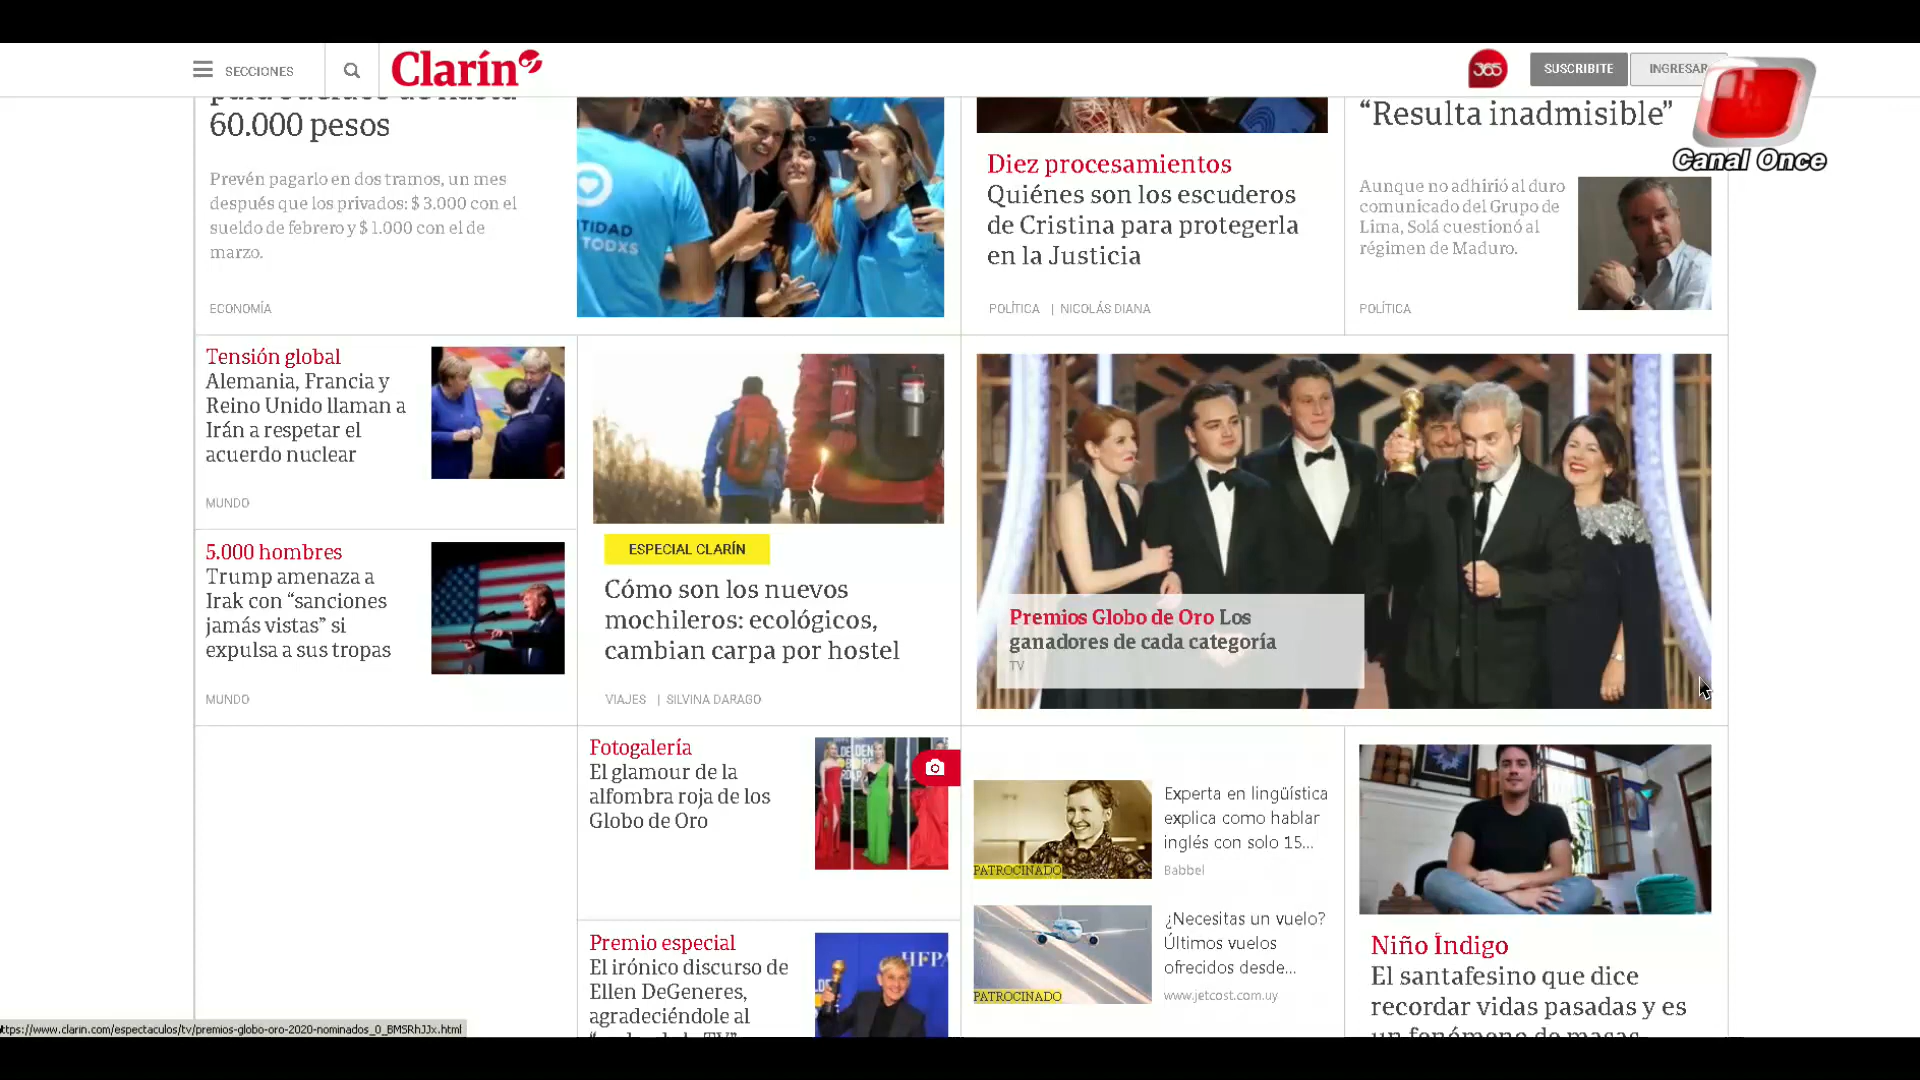 SECCIONES
Clarín
365
SUSCRIBITE
INGRESAR
Canal Once
60.000 pesos
Prevén pagarlo en dos tramos, un mes
después que los privados: $ 3.000 con el
sueldo de febrero y $ 1.000 con el de
marzo.
ECONOMÍA
TIDAD
TODXS
Diez procesamientos
Quiénes son los escuderos
de Cristina para protegerla
en la Justicia
POLÍTICA | NICOLÁS DIANA
“Resulta inadmisible”
Aunque no adhirió al duro
comunicado del Grupo de
Lima, Solá cuestionó al
régimen de Maduro.
POLÍTICA
Tensión global
Alemania, Francia y
Reino Unido llaman a
Irán a respetar el
acuerdo nuclear
MUNDO
5.000 hombres
Trump amenaza a
Irak con “sanciones
jamás vistas” si
expulsa a sus tropas
MUNDO
ESPECIAL CLARÍN
Cómo son los nuevos
mochileros: ecológicos,
cambian carpa por hostel
VIAJES | SILVINA DARAGO
Premios Globo de Oro Los
ganadores de cada categoría
TV
Fotogalería
El glamour de la
alfombra roja de los
Globo de Oro
Premio especial
El irónico discurso de
Ellen DeGeneres,
agradeciéndole al
HFPA
PATROCINADO
Experta en lingüística
explica como hablar
inglés con solo 15...
Babbel
PATROCINADO
¿Necesitas un vuelo?
Últimos vuelos
ofrecidos desde...
www.jetcost.com.uy
Niño Índigo
El santafesino que dice
recordar vidas pasadas y es
un fenómeno de masas
ttps://www.clarin.com/espectaculos/tv/premios-globo-oro-2020-nominados_0_BMSRhJJx.html